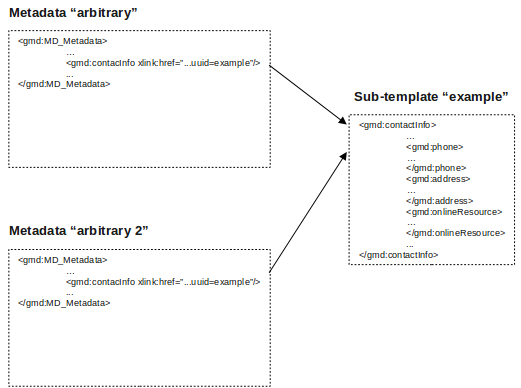 Metadata “arbitrary”
<gmd:MD_Metadata>
...
<gmd:contacInfo xlink:href="...uuid=example"/>
...
</gmd:MD_Metadata>
Sub-template “example”
<gmd:contactInfo>
...
<gmd:phone>
...
</gmd:phone>
<gmd:address>
...
</gmd:address>
<gmd:onlineResource>
...
</gmd:onlineResource>
...
</gmd:contactInfo>
Metadata “arbitrary 2”
<gmd:MD_Metadata>
...
<gmd:contacInfo xlink:href="...uuid=example"/>
...
</gmd:MD_Metadata>